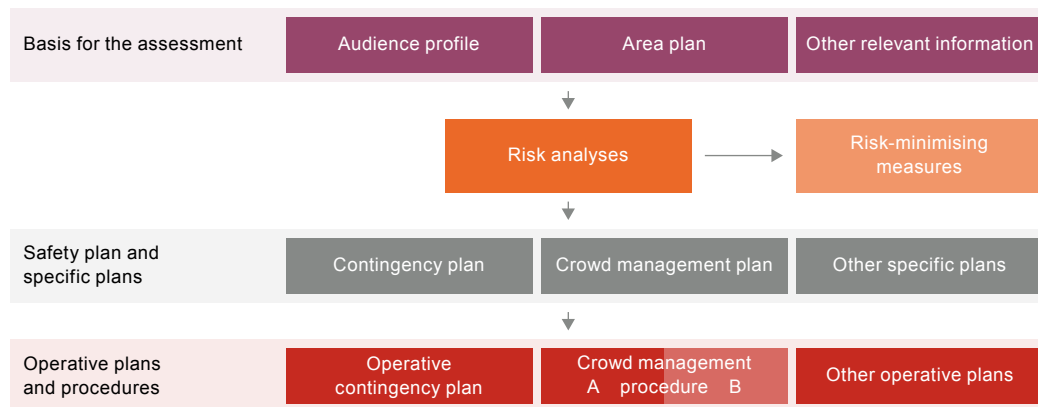 Basis for the assessment
Audience profile
Area plan
Other relevant information
Risk analyses
Risk-minimising
measures
Safety plan and
specific plans
Contingency plan
Crowd management plan
Other specific plans
Operative plans
and procedures
Operative
contingency plan
Crowd management
A procedure B
Other operative plans